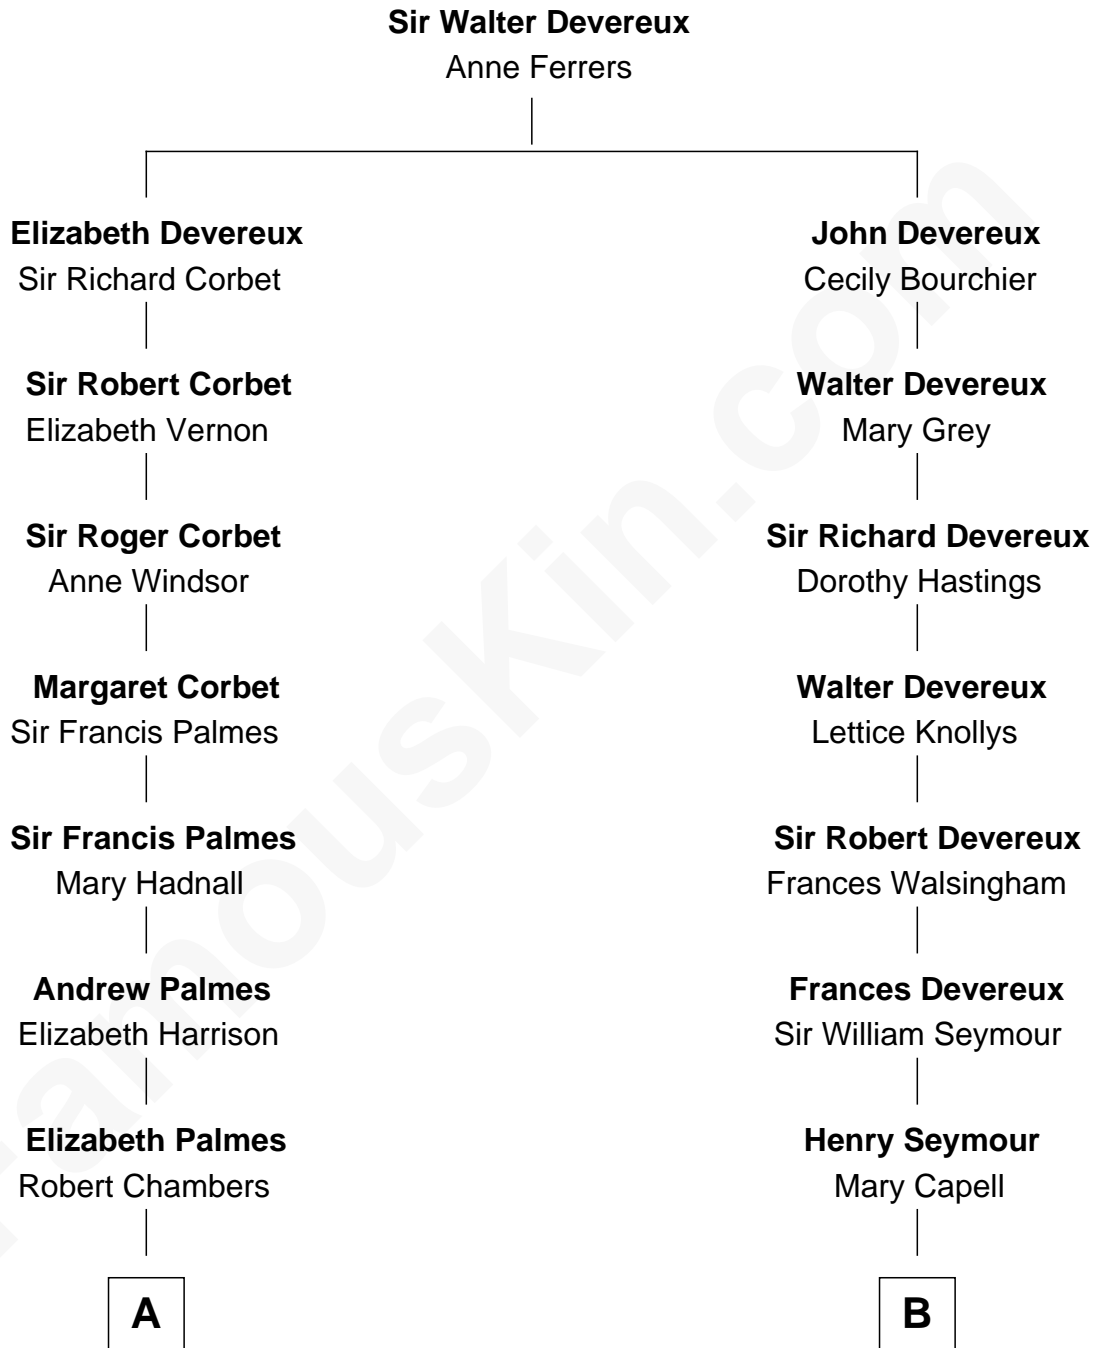 Sir Walter Devereux
Anne Ferrers
Elizabeth Devereux
Sir Richard Corbet
John Devereux
Cecily Bourchier
Sir Robert Corbet
Elizabeth Vernon
Walter Devereux
Mary Grey
Sir Roger Corbet
Anne Windsor
Sir Richard Devereux
Dorothy Hastings
Margaret Corbet
Sir Francis Palmes
Walter Devereux
Lettice Knollys
Sir Francis Palmes
Mary Hadnall
Sir Robert Devereux
Frances Walsingham
Andrew Palmes
Elizabeth Harrison
Frances Devereux
Sir William Seymour
Elizabeth Palmes
Robert Chambers
Henry Seymour
Mary Capell
A
B
FamousKin.com